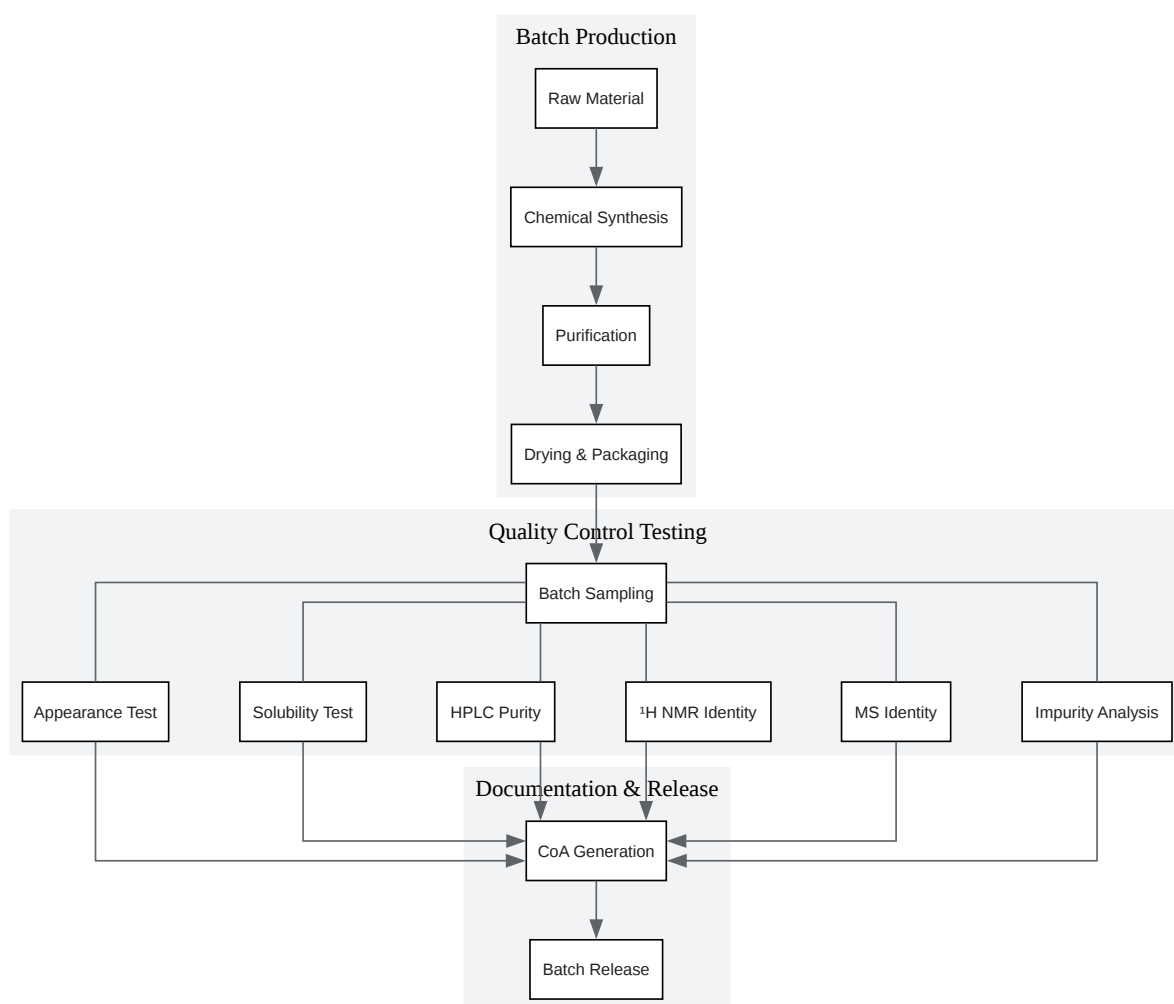 Batch Production
Raw Material
Chemical Synthesis
Purification
Drying & Packaging
Quality Control Testing
Batch Sampling
Appearance Test
Solubility Test
HPLC Purity
¹H NMR Identity
MS Identity
Impurity Analysis
Documentation & Release
CoA Generation
Batch Release